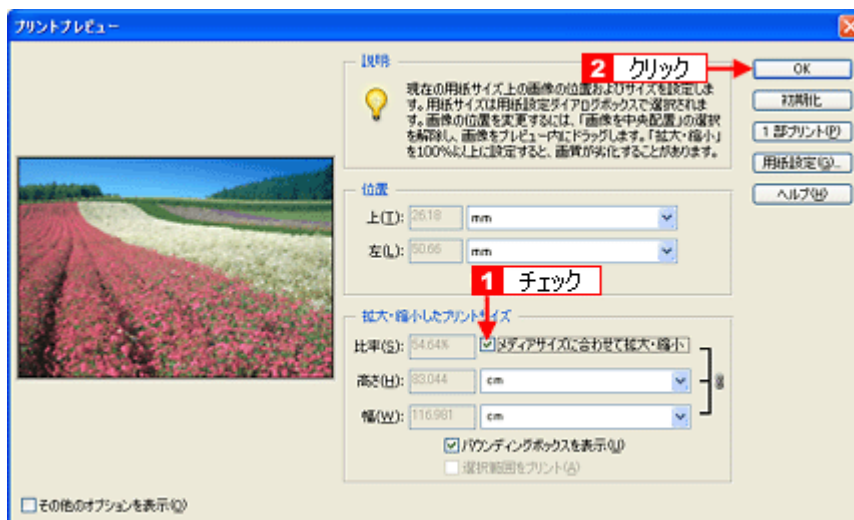 プリントプレビュー
説明
現在の用紙サイズ上の画像の位置およびサイズを設定しま
す。用紙サイズは用紙設定ダイアログボックスで選択されま
す。画像の位置を変更するには、「画像を中央配置」の選択
を解除し、画像をプレビュー内にドラッグします。「拡大・縮小」
を100%以上に設定すると、画質が劣化することがあります。
2 クリック
OK
初期化
1 部プリント(P)
用紙設定(G)...
ヘルプ(H)
位置
上(T): 26.18 mm
左(L): 50.66 mm
1 チェック
拡大・縮小したプリントサイズ
比率(S): 54.64% メディアサイズに合わせて拡大・縮小
高さ(H): 83.044 cm
幅(W): 116.981 cm
バウンディングボックスを表示(U)
選択範囲をプリント(A)
その他のオプションを表示(O)